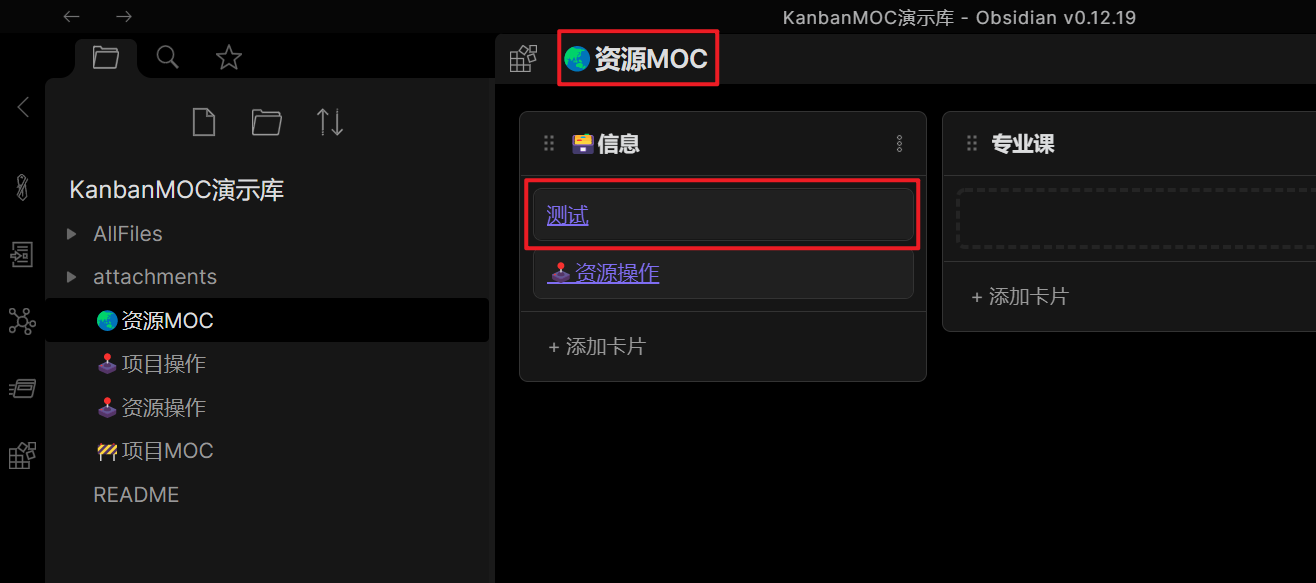 KanbanMOC演示库 - Obsidian v0.12.19
🌏资源MOC
KanbanMOC演示库
AllFiles
attachments
🌏资源MOC
🕹️项目操作
🕹️资源操作
🚧项目MOC
README
🗃️信息
测试
🕹️资源操作
+ 添加卡片
专业课
+ 添加卡片